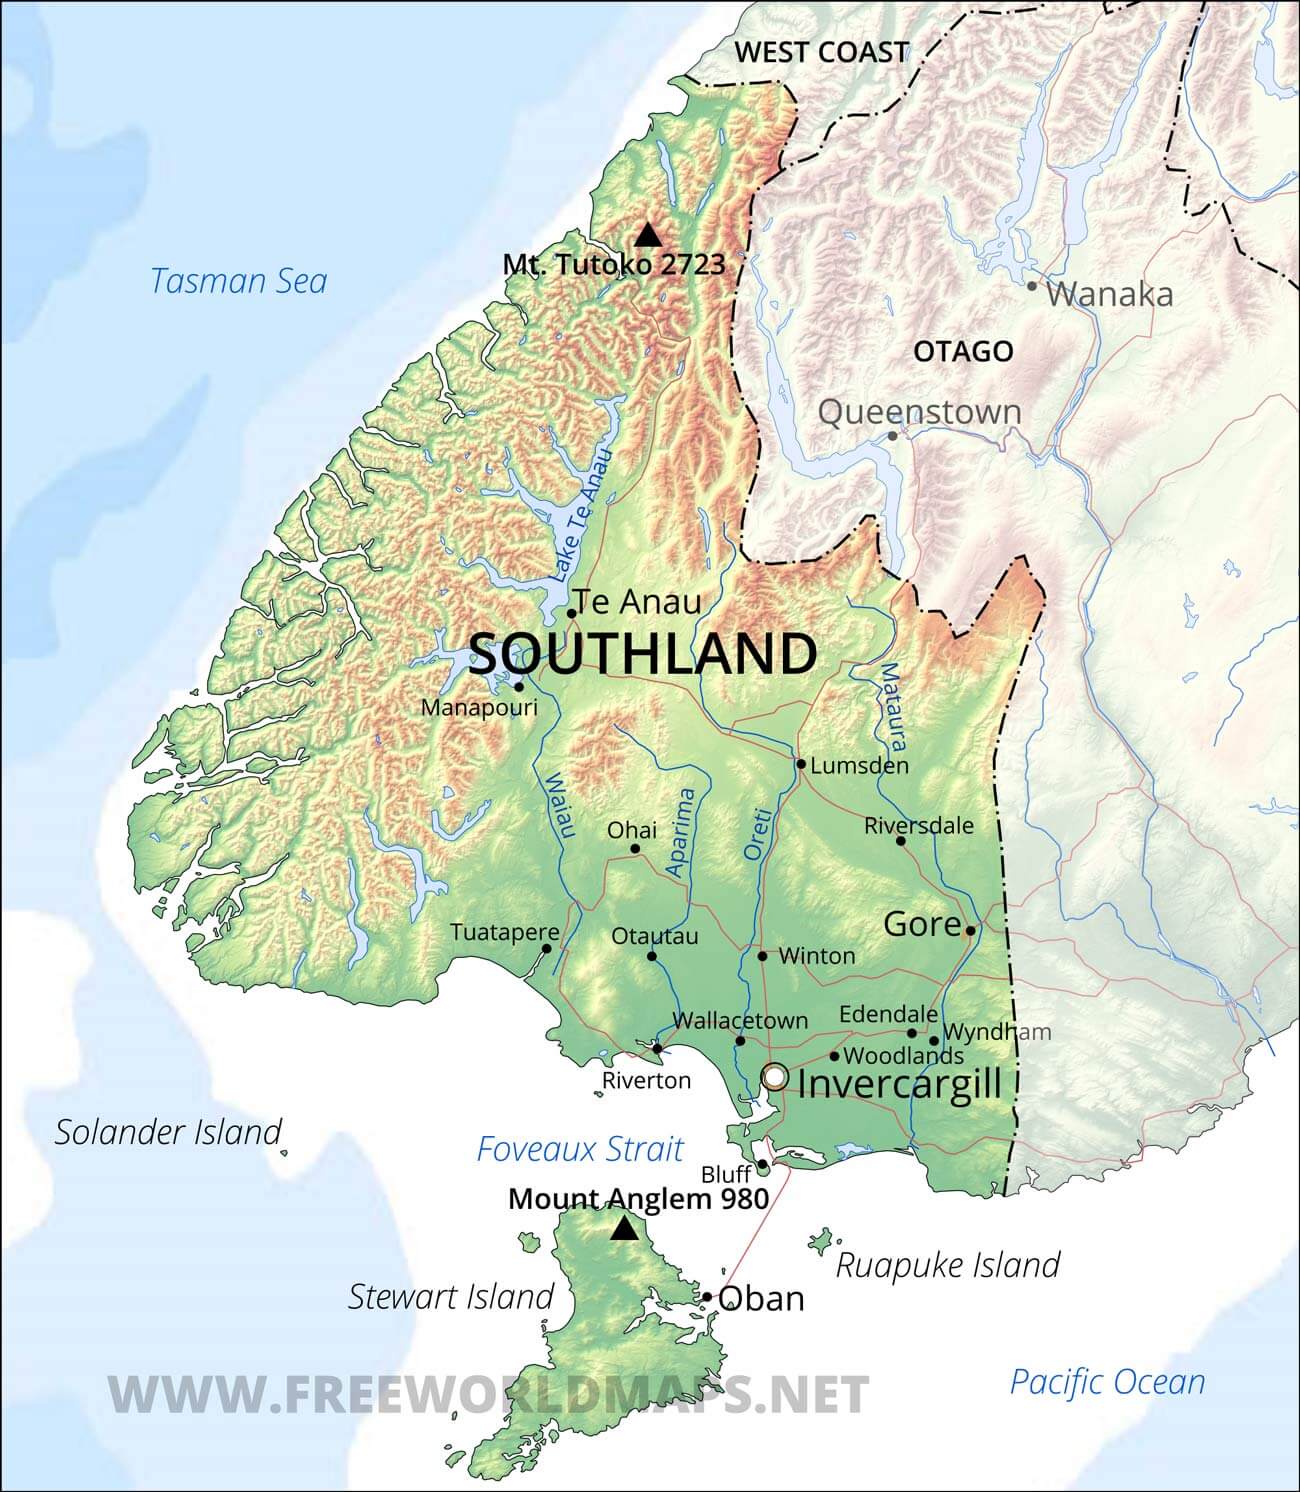 WEST COAST
Mt. Tutoko 2723
Tasman Sea
Wanaka
OTAGO
Queenstown
Lake Te Anau
Te Anau
SOUTHLAND
Manapouri
Mataura
Lumsden
Waiau
Aparima
Oreti
Ohai
Riversdale
Gore
Tuatapere
Otautau
Winton
Wallacetown
Edendale
Wyndham
Woodlands
Riverton
Invercargill
Solander Island
Foveaux Strait
Bluff
Mount Anglem 980
Ruapuke Island
Stewart Island
Oban
Pacific Ocean
WWW.FREEWORLDMAPS.NET